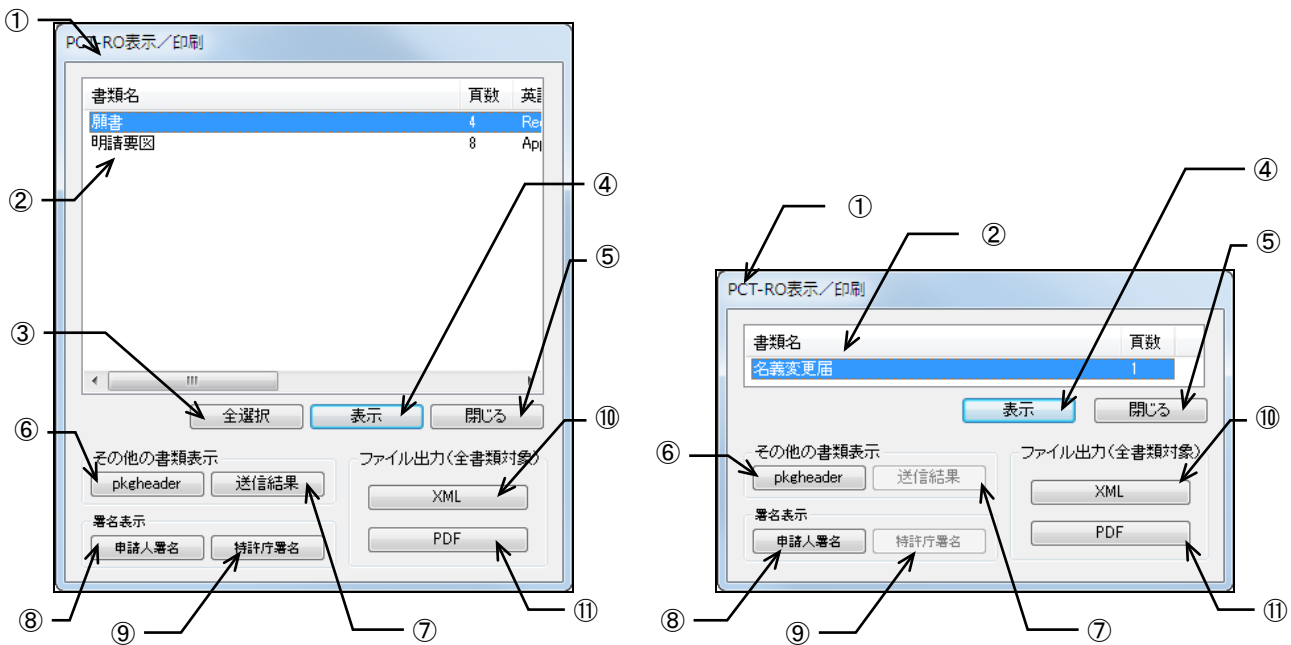 ①
PCT-RO表示／印刷
書類名 頁数 英語
願書 4 Re
明請要図 8 Ap
②
④
⑤
③
全選択 表示 閉じる
⑩
⑥
その他の書類表示
pkgheader 送信結果
ファイル出力(全書類対象)
XML
署名表示
申請人署名 特許庁署名
PDF
⑧
⑨
⑦
⑪
①
②
④
⑤
PCT-RO表示／印刷
書類名 頁数
名義変更届 1
表示 閉じる
⑩
⑥
その他の書類表示
pkgheader 送信結果
ファイル出力(全書類対象)
XML
署名表示
申請人署名 特許庁署名
PDF
⑧
⑨
⑦
⑪